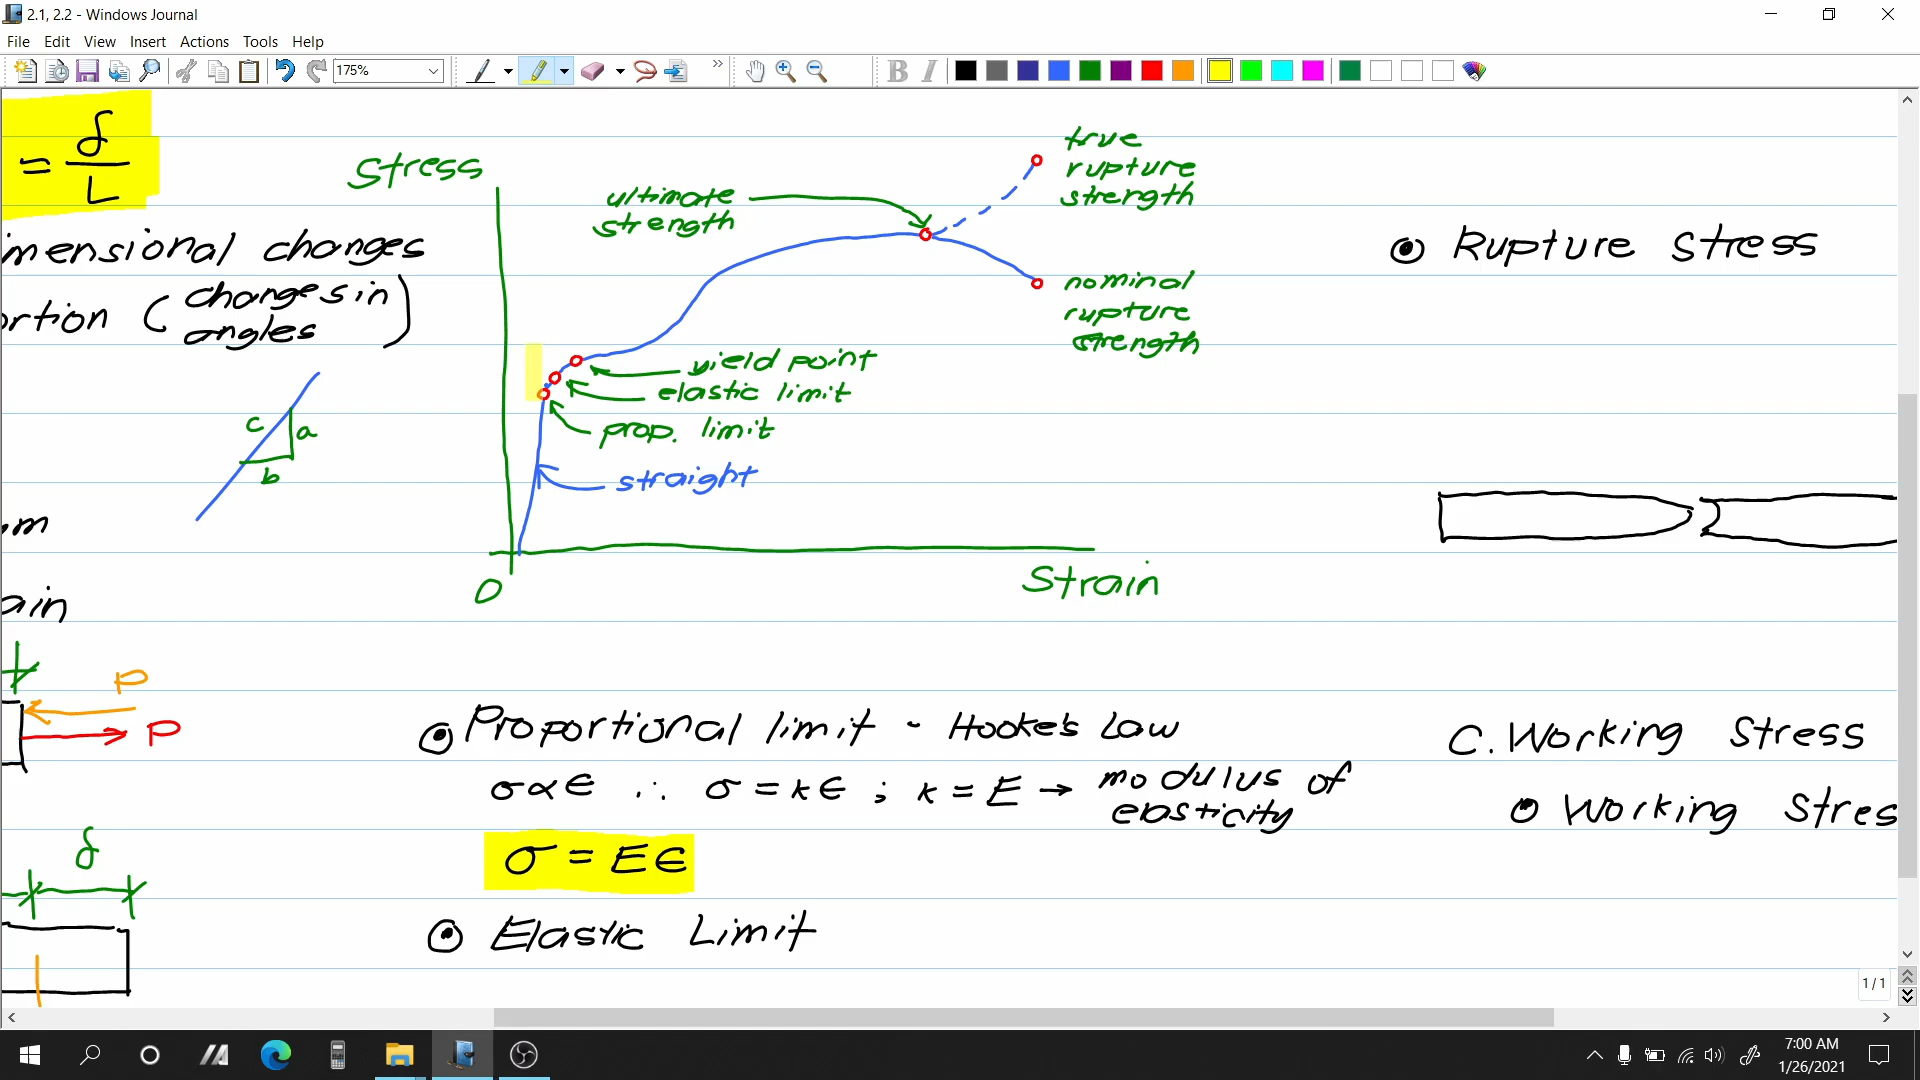 2.1, 2.2 - Windows Journal
File Edit View Insert Actions Tools Help
175%
B I
= δ
L
imensional changes
ortion (changes in
angles)
c a
b
m
ain
P
P
δ
Stress
ultimate
strength
true
rupture
strength
nominal
rupture
strength
yield point
elastic limit
prop. limit
straight
0
Strain
Proportional limit - Hooke's Law
σ∝ϵ ∴ σ = kϵ ; k = E → modulus of
elasticity
σ = Eϵ
Elastic Limit
Rupture Stress
C. Working Stress
Working Stres
1 / 1
7:00 AM
1/26/2021